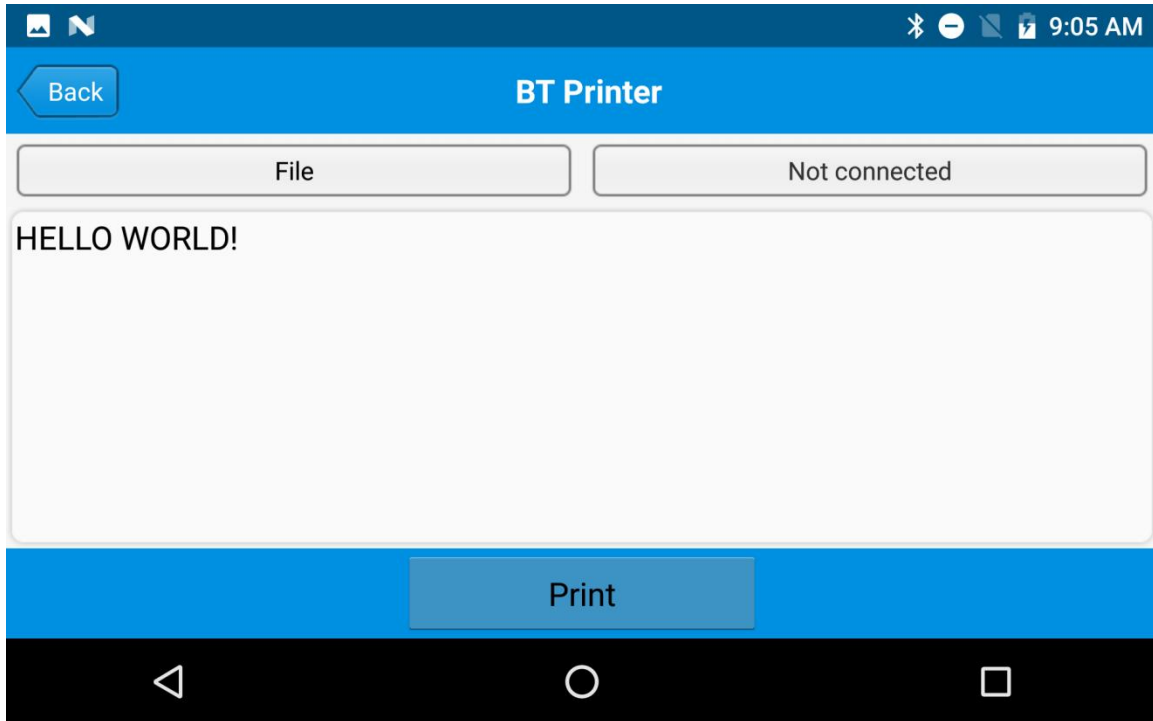 9:05 AM
Back
BT Printer
File
Not connected
HELLO WORLD!
Print